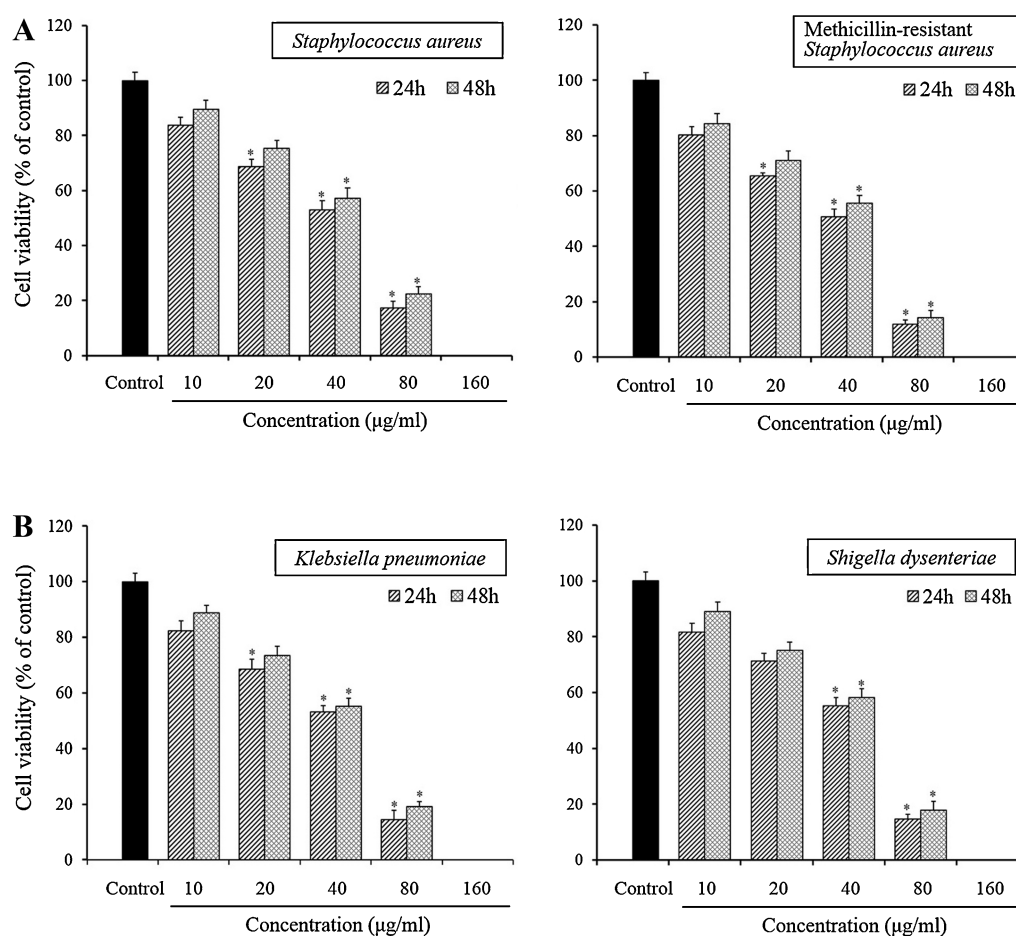 A
Staphylococcus aureus
24h 48h
Cell viability (% of control)
120
100
80
60
40
20
0
* * * * *
Control 10 20 40 80 160
Concentration (µg/ml)
Methicillin-resistant
Staphylococcus aureus
24h 48h
120
100
80
60
40
20
0
* * * * *
Control 10 20 40 80 160
Concentration (µg/ml)
B
Klebsiella pneumoniae
24h 48h
Cell viability (% of control)
120
100
80
60
40
20
0
* * * * *
Control 10 20 40 80 160
Concentration (µg/ml)
Shigella dysenteriae
24h 48h
120
100
80
60
40
20
0
* * * *
Control 10 20 40 80 160
Concentration (µg/ml)